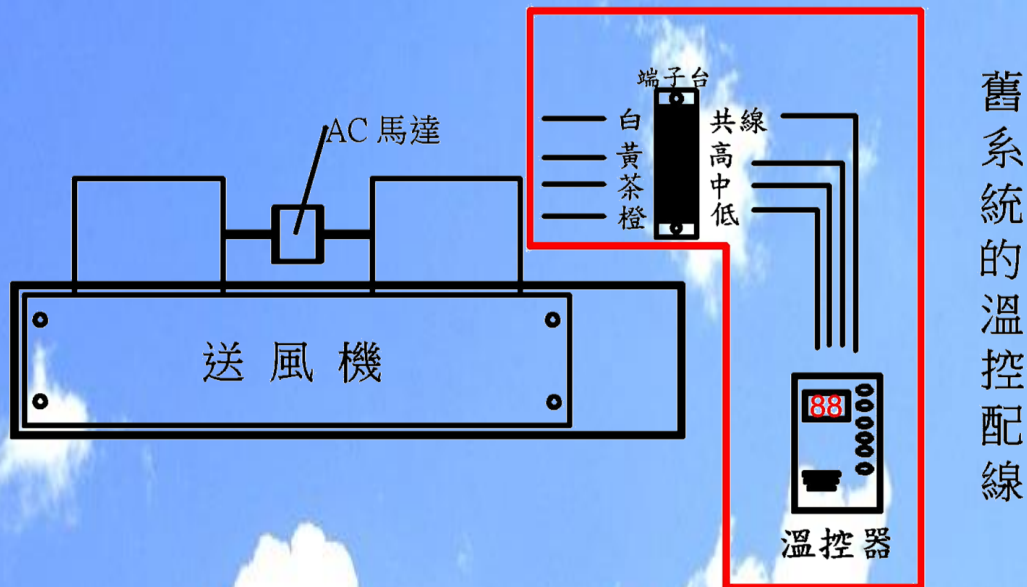 端子台
白 共線
黃 高
茶 中
橙 低
AC 馬達
送風機
88
溫控器
舊系統的溫控配線